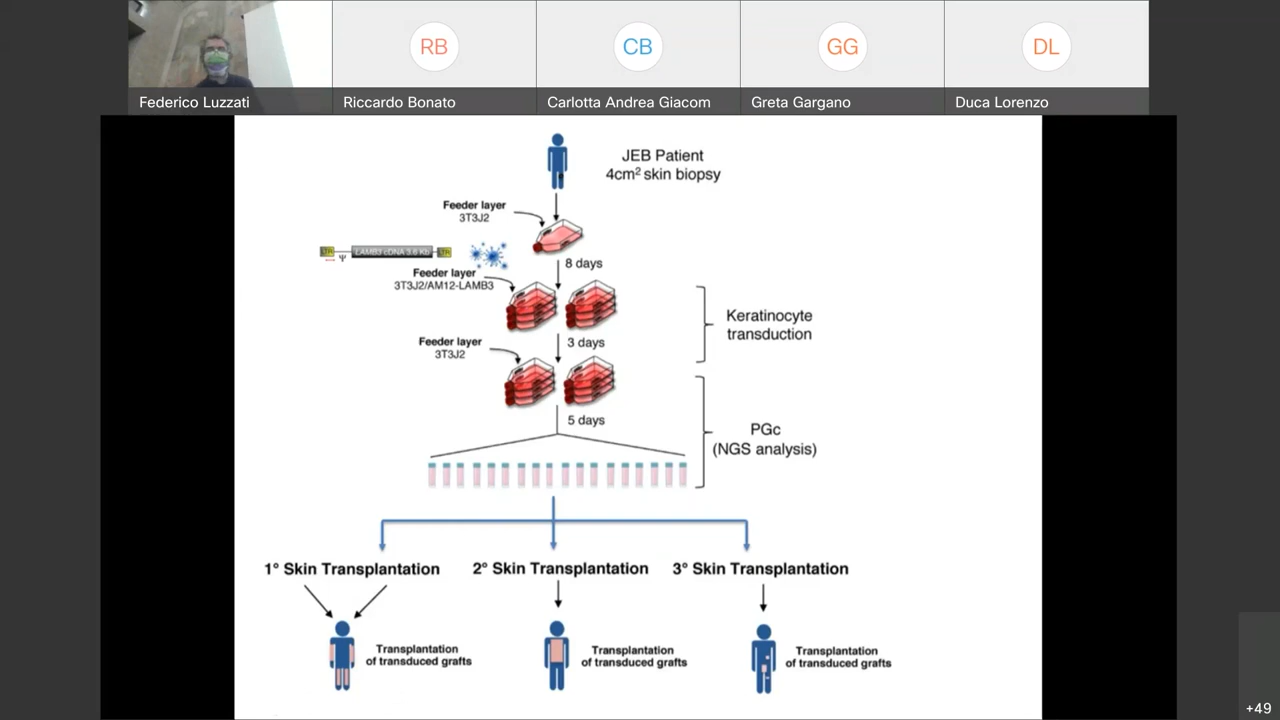 RB
CB
GG
DL
Federico Luzzati
Riccardo Bonato
Carlotta Andrea Giacom
Greta Gargano
Duca Lorenzo
JEB Patient
4cm² skin biopsy
Feeder layer
3T3J2
LTR
Ψ
LAMB3 cDNA 3.6 Kb
LTR
8 days
Feeder layer
3T3J2/AM12-LAMB3
Keratinocyte
transduction
3 days
Feeder layer
3T3J2
5 days
PGc
(NGS analysis)
1° Skin Transplantation
2° Skin Transplantation
3° Skin Transplantation
Transplantation
of transduced grafts
Transplantation
of transduced grafts
Transplantation
of transduced grafts
+49